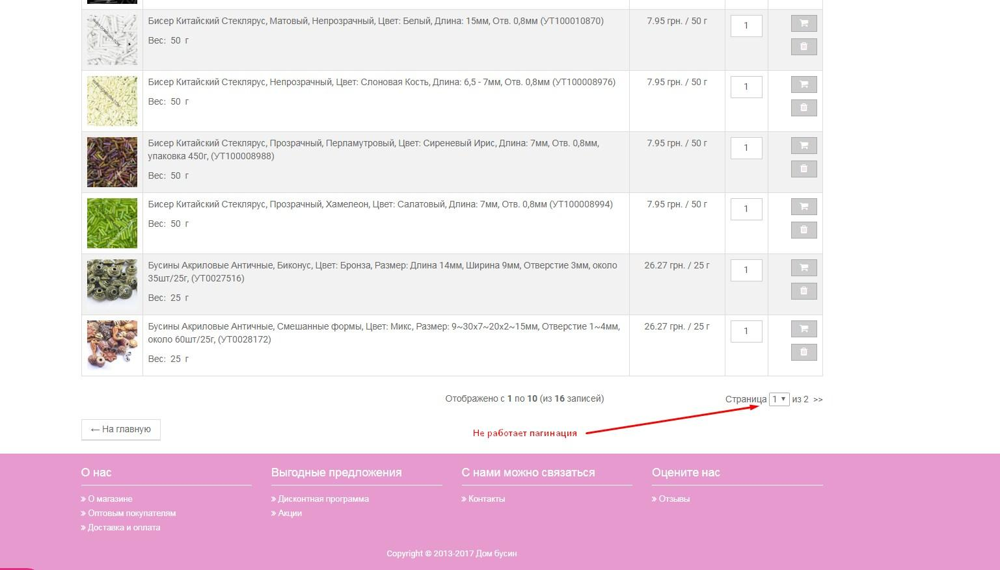 Бисер Китайский Стеклярус, Матовый, Непрозрачный, Цвет: Белый, Длина: 15мм, Отв. 0,8мм (УТ100010870)
7.95 грн. / 50 г
1
Вес: 50 г
Бисер Китайский Стеклярус, Непрозрачный, Цвет: Слоновая Кость, Длина: 6,5 - 7мм, Отв. 0,8мм (УТ100008976)
7.95 грн. / 50 г
1
Вес: 50 г
Бисер Китайский Стеклярус, Прозрачный, Перламутровый, Цвет: Сиреневый Ирис, Длина: 7мм, Отв. 0,8мм,
упаковка 450г, (УТ100008988)
7.95 грн. / 50 г
1
Вес: 50 г
Бисер Китайский Стеклярус, Прозрачный, Хамелеон, Цвет: Салатовый, Длина: 7мм, Отв. 0,8мм (УТ100008994)
7.95 грн. / 50 г
1
Вес: 50 г
Бусины Акриловые Античные, Биконус, Цвет: Бронза, Размер: Длина 14мм, Ширина 9мм, Отверстие 3мм, около
35шт/25г, (УТ0027516)
26.27 грн. / 25 г
1
Вес: 25 г
Бусины Акриловые Античные, Смешанные формы, Цвет: Микс, Размер: 9~30x7~20x2~15мм, Отверстие 1~4мм,
около 60шт/25г, (УТ0028172)
26.27 грн. / 25 г
1
Вес: 25 г
Отображено с 1 по 10 (из 16 записей)
Страница 1 из 2 >>
← На главную
Не работает пагинация
О нас
Выгодные предложения
С нами можно связаться
Оцените нас
» О магазине
» Дисконтная программа
» Контакты
» Отзывы
» Оптовым покупателям
» Акции
» Доставка и оплата
Copyright © 2013-2017 Дом бусин